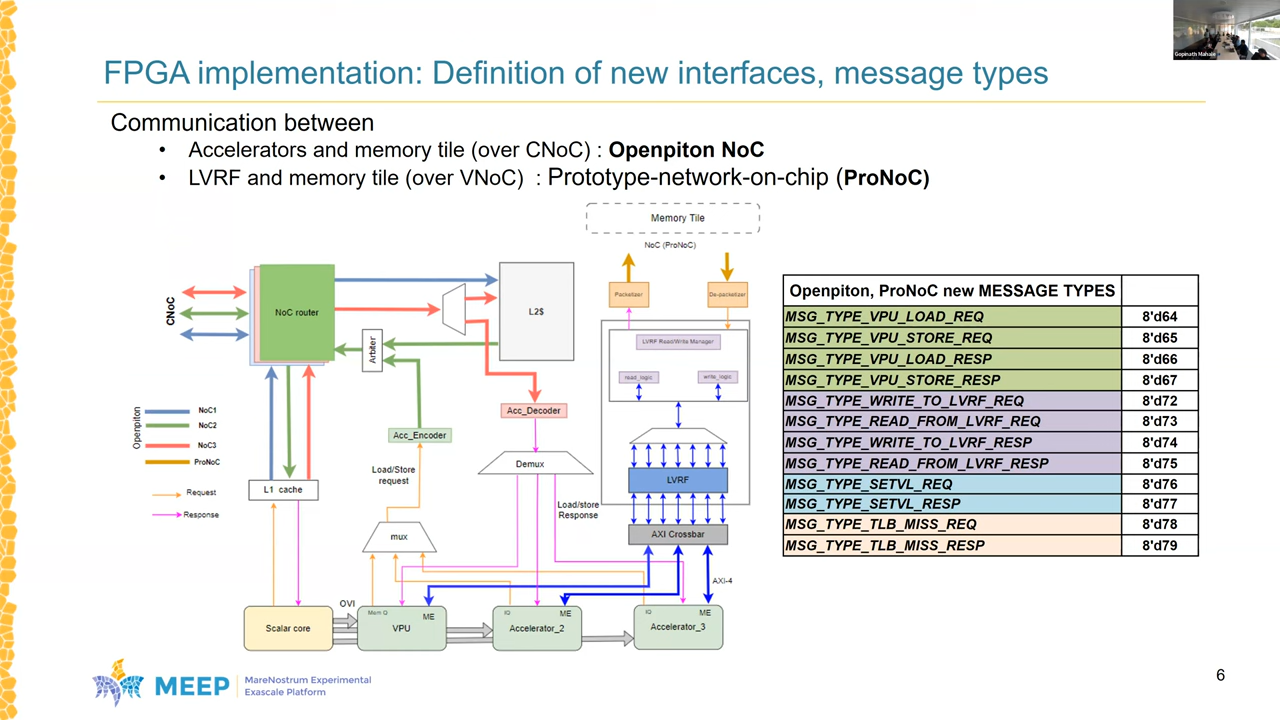 Gopinath Mahale
FPGA implementation: Definition of new interfaces, message types
Communication between
• Accelerators and memory tile (over CNoC) : Openpiton NoC
• LVRF and memory tile (over VNoC) : Prototype-network-on-chip (ProNoC)
Memory Tile
NoC (ProNoC)
Packetizer
De-packetizer
CNoC
NoC router
L2$
Arbiter
LVRF Read/Write Manager
read_logic
write_logic
Openpiton
NoC1
NoC2
NoC3
ProNoC
Request
Response
Acc_Decoder
Acc_Encoder
Demux
Load/Store
request
Load/store
Response
L1 cache
mux
LVRF
AXI Crossbar
AXi-4
OVI
Scalar core
Mem Q
ME
VPU
IQ
ME
Accelerator_2
IQ
ME
Accelerator_3
Openpiton, ProNoC new MESSAGE TYPES
MSG_TYPE_VPU_LOAD_REQ 8'd64
MSG_TYPE_VPU_STORE_REQ 8'd65
MSG_TYPE_VPU_LOAD_RESP 8'd66
MSG_TYPE_VPU_STORE_RESP 8'd67
MSG_TYPE_WRITE_TO_LVRF_REQ 8'd72
MSG_TYPE_READ_FROM_LVRF_REQ 8'd73
MSG_TYPE_WRITE_TO_LVRF_RESP 8'd74
MSG_TYPE_READ_FROM_LVRF_RESP 8'd75
MSG_TYPE_SETVL_REQ 8'd76
MSG_TYPE_SETVL_RESP 8'd77
MSG_TYPE_TLB_MISS_REQ 8'd78
MSG_TYPE_TLB_MISS_RESP 8'd79
MEEP
MareNostrum Experimental
Exascale Platform
6